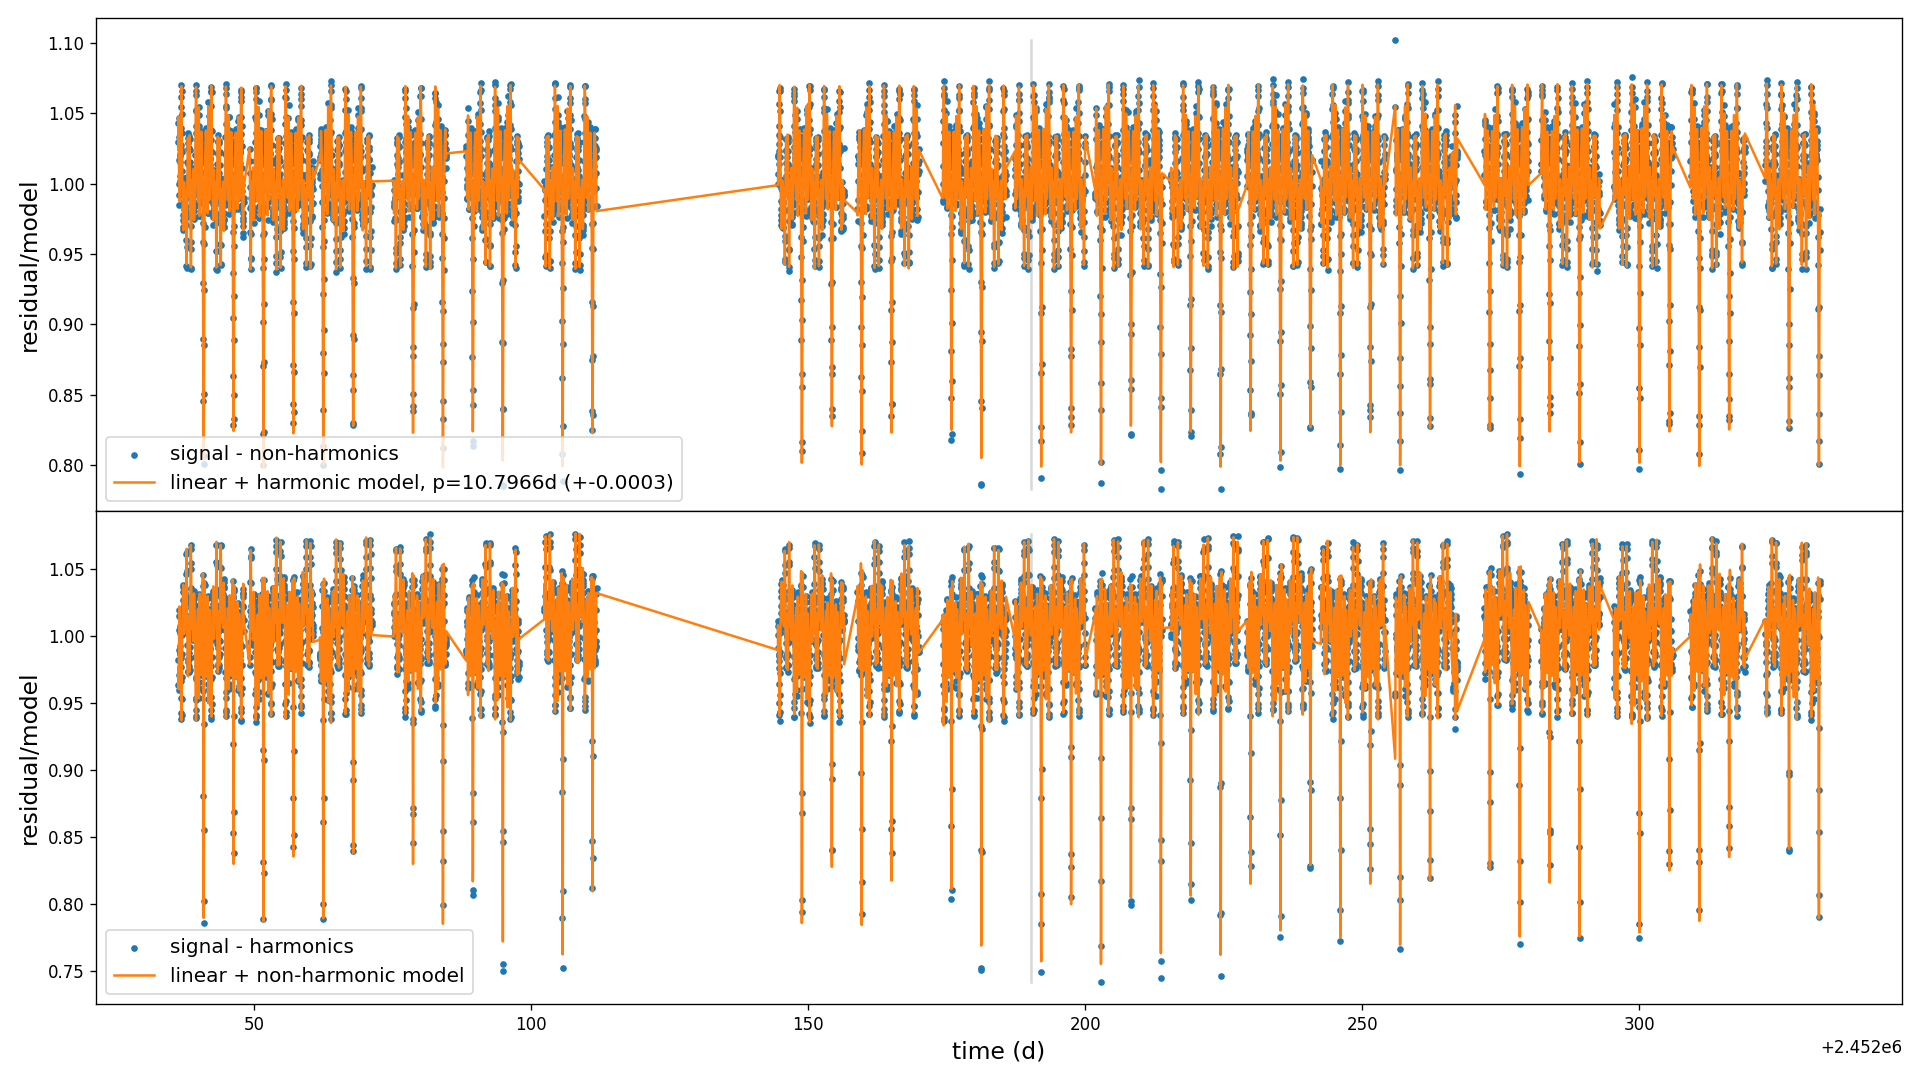 1.10
1.05
1.00
0.95
0.90
0.85
0.80
residual/model
signal - non-harmonics
linear + harmonic model, p=10.7966d (+-0.0003)
1.05
1.00
0.95
0.90
0.85
0.80
0.75
residual/model
signal - harmonics
linear + non-harmonic model
50 100 150 200 250 300
time (d)
+2.452e6